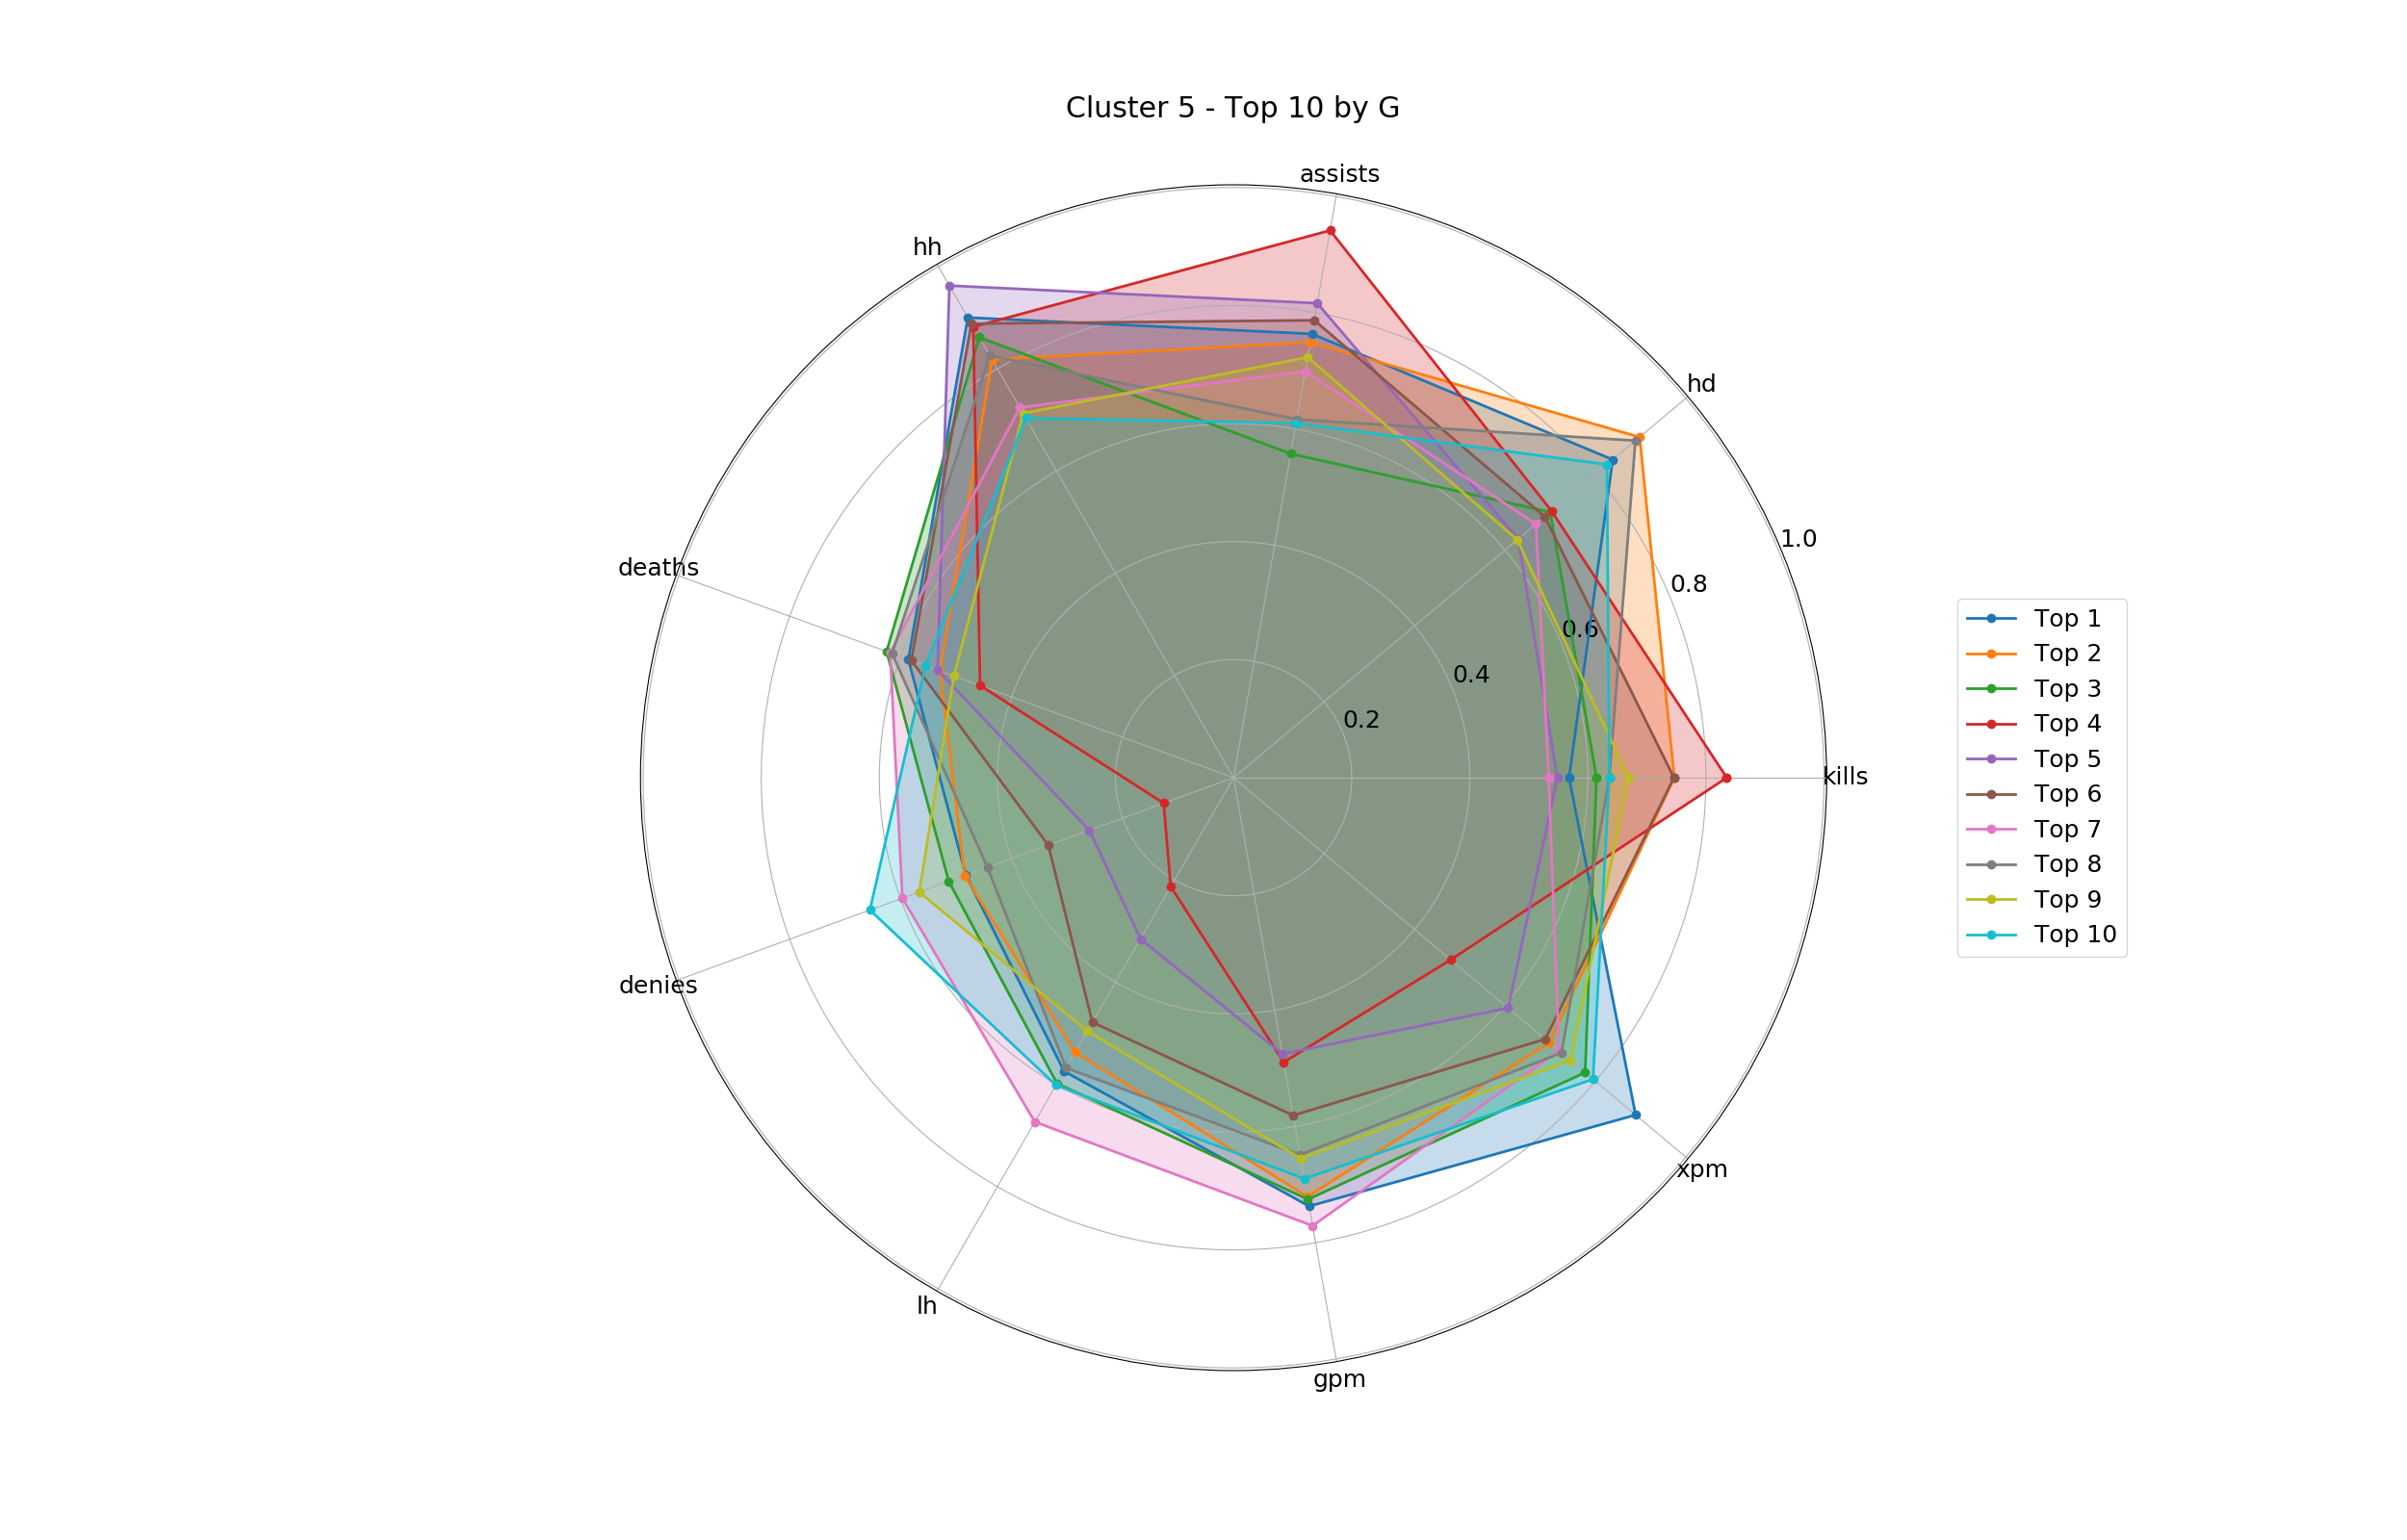 Cluster 5 - Top 10 by G
assists
hh
hd
1.0
deaths
0.8
0.6
0.4
0.2
kills
denies
xpm
lh
gpm
Top 1
Top 2
Top 3
Top 4
Top 5
Top 6
Top 7
Top 8
Top 9
Top 10